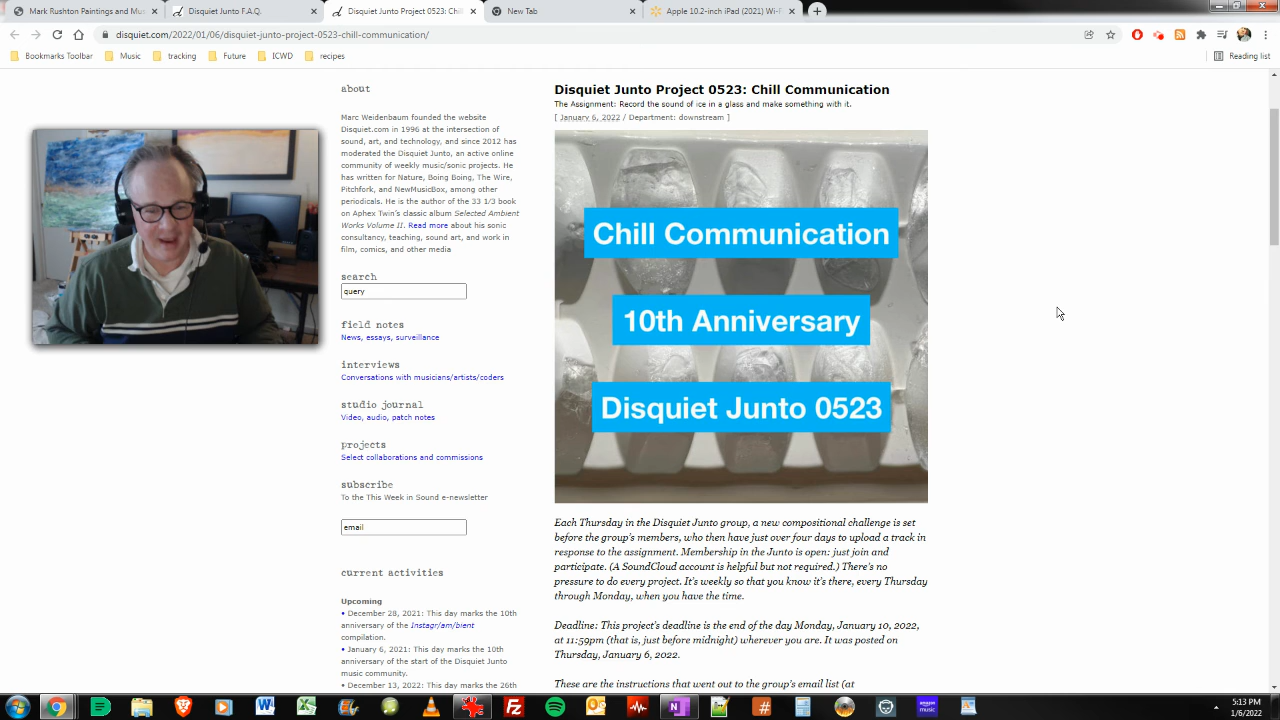 Mark Rushton Paintings and Mus
Disquiet Junto F.A.Q.
Disquiet Junto Project 0523: Chi
New Tab
Apple 10.2-inch iPad (2021) Wi-F
disquiet.com/2022/01/06/disquiet-junto-project-0523-chill-communication/
Bookmarks Toolbar
Music
tracking
Future
ICWD
recipes
Reading list
about
Marc Weidenbaum founded the website
Disquiet.com in 1996 at the intersection of
sound, art, and technology, and since 2012 has
moderated the Disquiet Junto, an active online
community of weekly music/sonic projects. He
has written for Nature, Boing Boing, The Wire,
Pitchfork, and NewMusicBox, among other
periodicals. He is the author of the 33 1/3 book
on Aphex Twin's classic album Selected Ambient
Works Volume II. Read more about his sonic
consultancy, teaching, sound art, and work in
film, comics, and other media
search
query
field notes
News, essays, surveillance
interviews
Conversations with musicians/artists/coders
studio journal
Video, audio, patch notes
projects
Select collaborations and commissions
subscribe
To the This Week in Sound e-newsletter
email
current activities
Upcoming
• December 28, 2021: This day marks the 10th
anniversary of the Instagr/am/bient
compilation.
• January 6, 2021: This day marks the 10th
anniversary of the start of the Disquiet Junto
music community.
• December 13, 2022: This day marks the 26th
Disquiet Junto Project 0523: Chill Communication
The Assignment: Record the sound of ice in a glass and make something with it.
[ January 6, 2022 / Department: downstream ]
Chill Communication
10th Anniversary
Disquiet Junto 0523
Each Thursday in the Disquiet Junto group, a new compositional challenge is set
before the group's members, who then have just over four days to upload a track in
response to the assignment. Membership in the Junto is open: just join and
participate. (A SoundCloud account is helpful but not required.) There's no
pressure to do every project. It's weekly so that you know it's there, every Thursday
through Monday, when you have the time.
Deadline: This project's deadline is the end of the day Monday, January 10, 2022,
at 11:59pm (that is, just before midnight) wherever you are. It was posted on
Thursday, January 6, 2022.
These are the instructions that went out to the group's email list (at
amazon
music
5:13 PM
1/6/2022